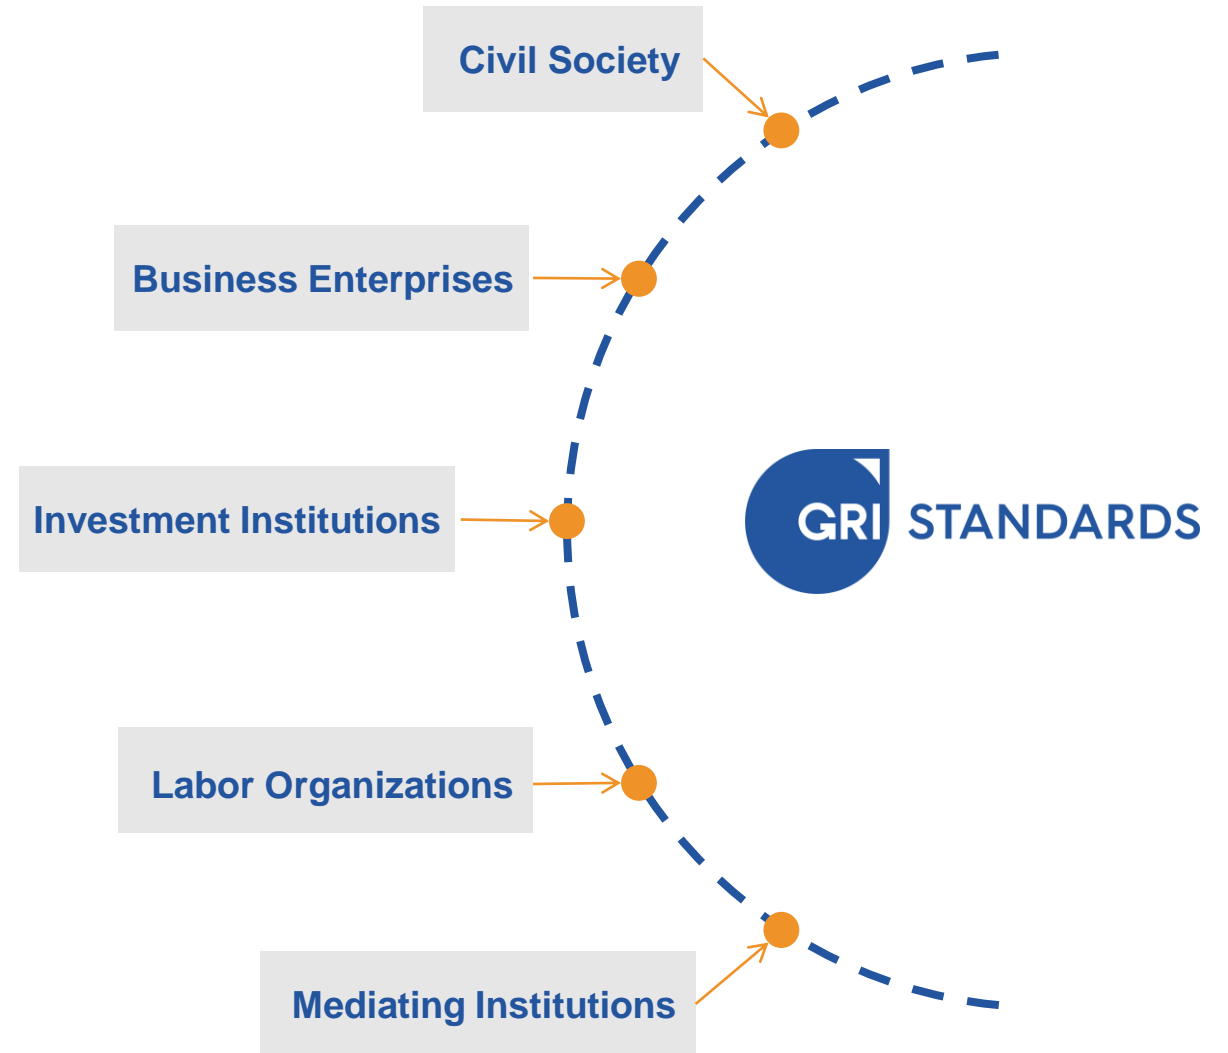 Civil Society
Business Enterprises
Investment Institutions
GRI STANDARDS
Labor Organizations
Mediating Institutions